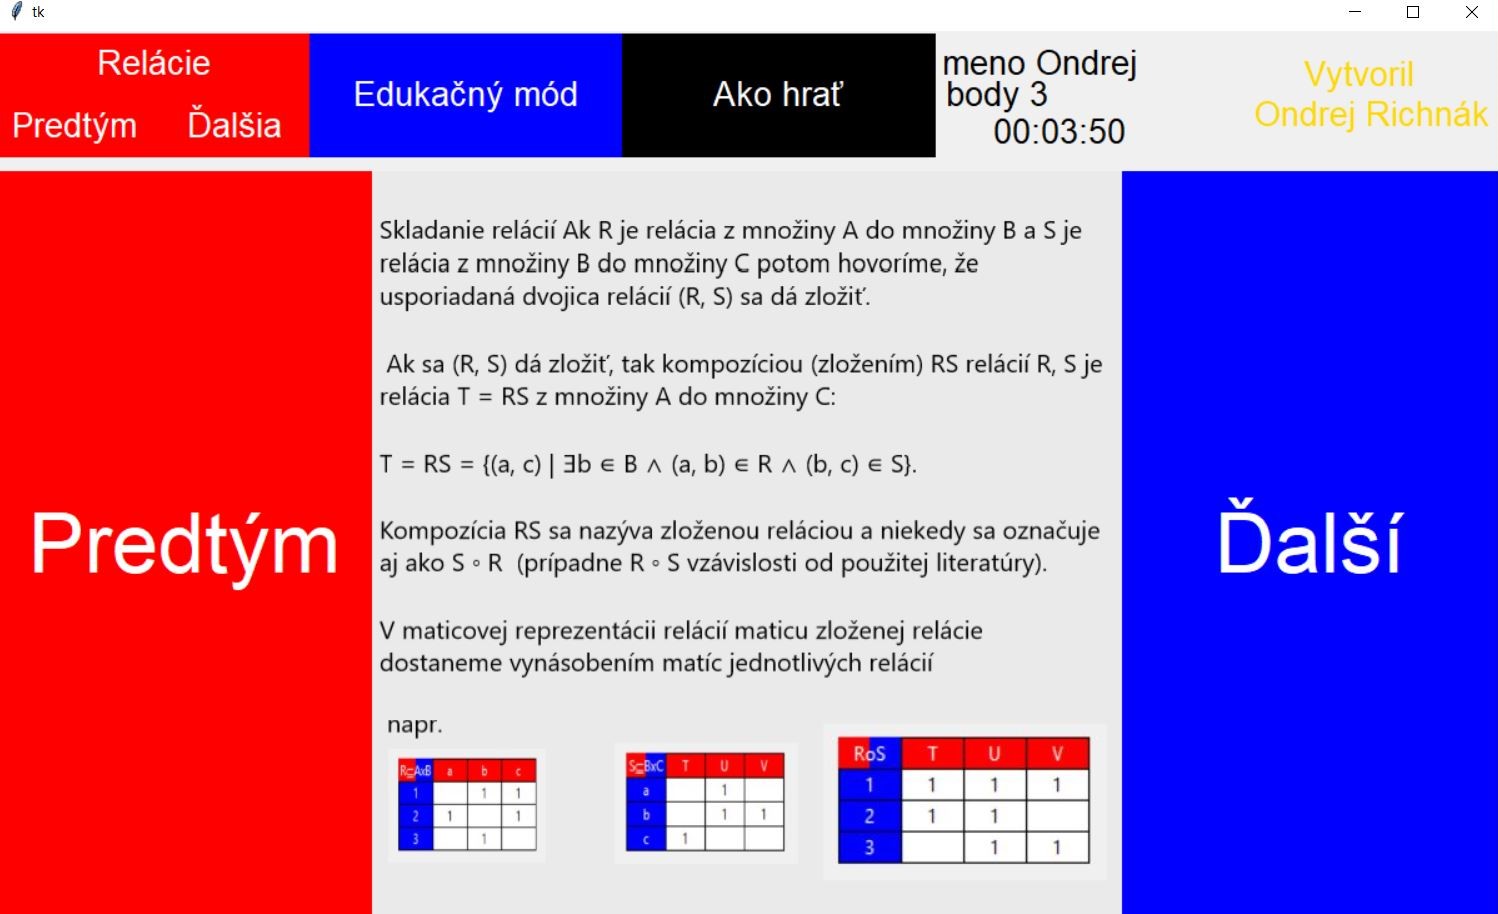 tk
Relácie
Predtým Ďalšia
Edukačný mód
Ako hrať
meno Ondrej
body 3
00:03:50
Vytvoril
Ondrej Richnák
Predtým
Skladanie relácií Ak R je relácia z množiny A do množiny B a S je
relácia z množiny B do množiny C potom hovoríme, že
usporiadaná dvojica relácií (R, S) sa dá zložiť.
Ak sa (R, S) dá zložiť, tak kompozíciou (zložením) RS relácií R, S je
relácia T = RS z množiny A do množiny C:
T = RS = {(a, c) | ∃b ∈ B ∧ (a, b) ∈ R ∧ (b, c) ∈ S}.
Kompozícia RS sa nazýva zloženou reláciou a niekedy sa označuje
aj ako S ∘ R (prípadne R ∘ S vzávislosti od použitej literatúry).
V maticovej reprezentácii relácií maticu zloženej relácie
dostaneme vynásobením matíc jednotlivých relácií
napr.
R⊆AxB a b c
1 1 1
2 1 1
3 1
S⊆BxC T U V
a 1
b 1 1
c 1
RoS T U V
1 1 1 1
2 1 1
3 1 1
Ďalší